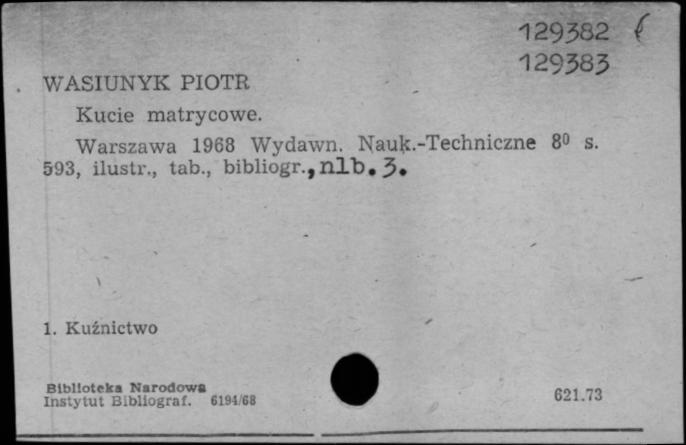 129382
129383
WASIUNYK PIOTR
Kucie matrycowe.
Warszawa 1968 Wydawn. Nauk.-Techniczne 8⁰ s.
593, ilustr., tab., bibliogr., nlb. 3.
1. Kuźnictwo
Biblioteka Narodowa
Instytut Bibliograf. 6194/68
621.73